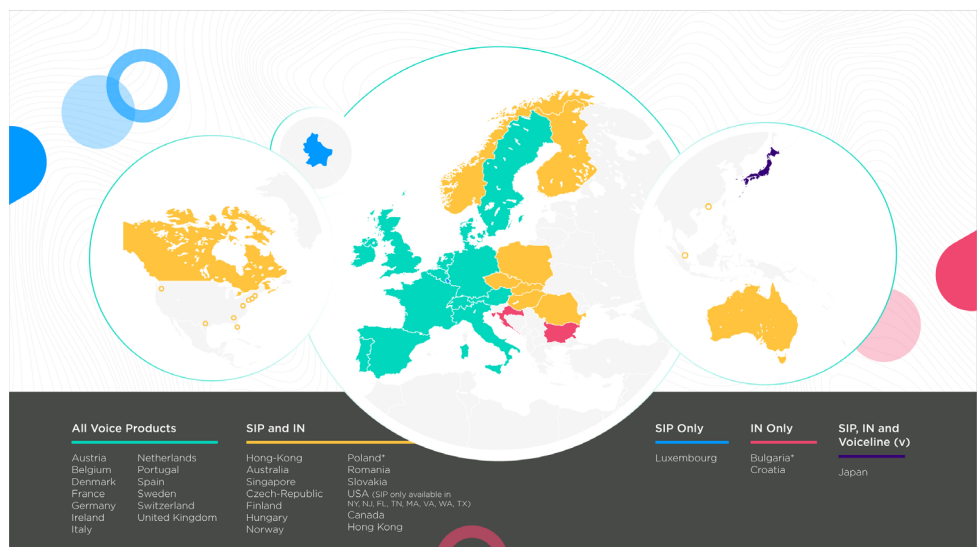 All Voice Products
Austria
Belgium
Denmark
France
Germany
Ireland
Italy
Netherlands
Portugal
Spain
Sweden
Switzerland
United Kingdom
SIP and IN
Hong-Kong
Australia
Singapore
Czech-Republic
Finland
Hungary
Norway
Poland*
Romania
Slovakia
USA (SIP only available in
NY, NJ, FL, TN, MA, VA, WA, TX)
Canada
Hong Kong
SIP Only
Luxembourg
IN Only
Bulgaria*
Croatia
SIP, IN and
Voiceline (v)
Japan